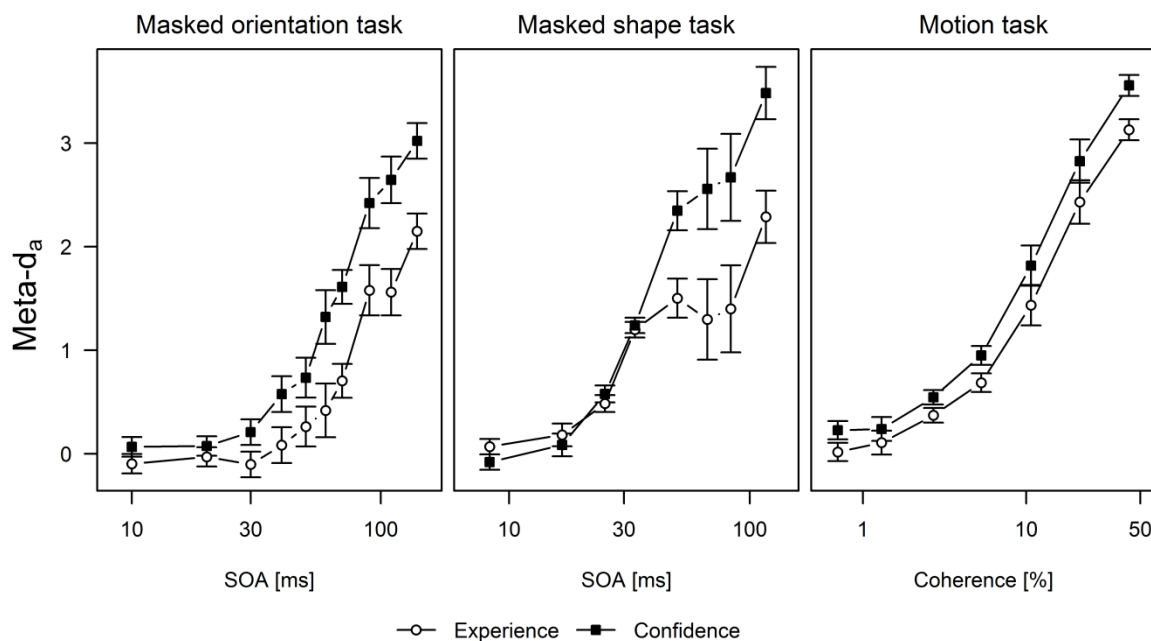 Masked orientation task
Masked shape task
Motion task
Meta-da
3
2
1
0
10 30 100
10 30 100
1 10 50
SOA [ms]
SOA [ms]
Coherence [%]
Experience
Confidence